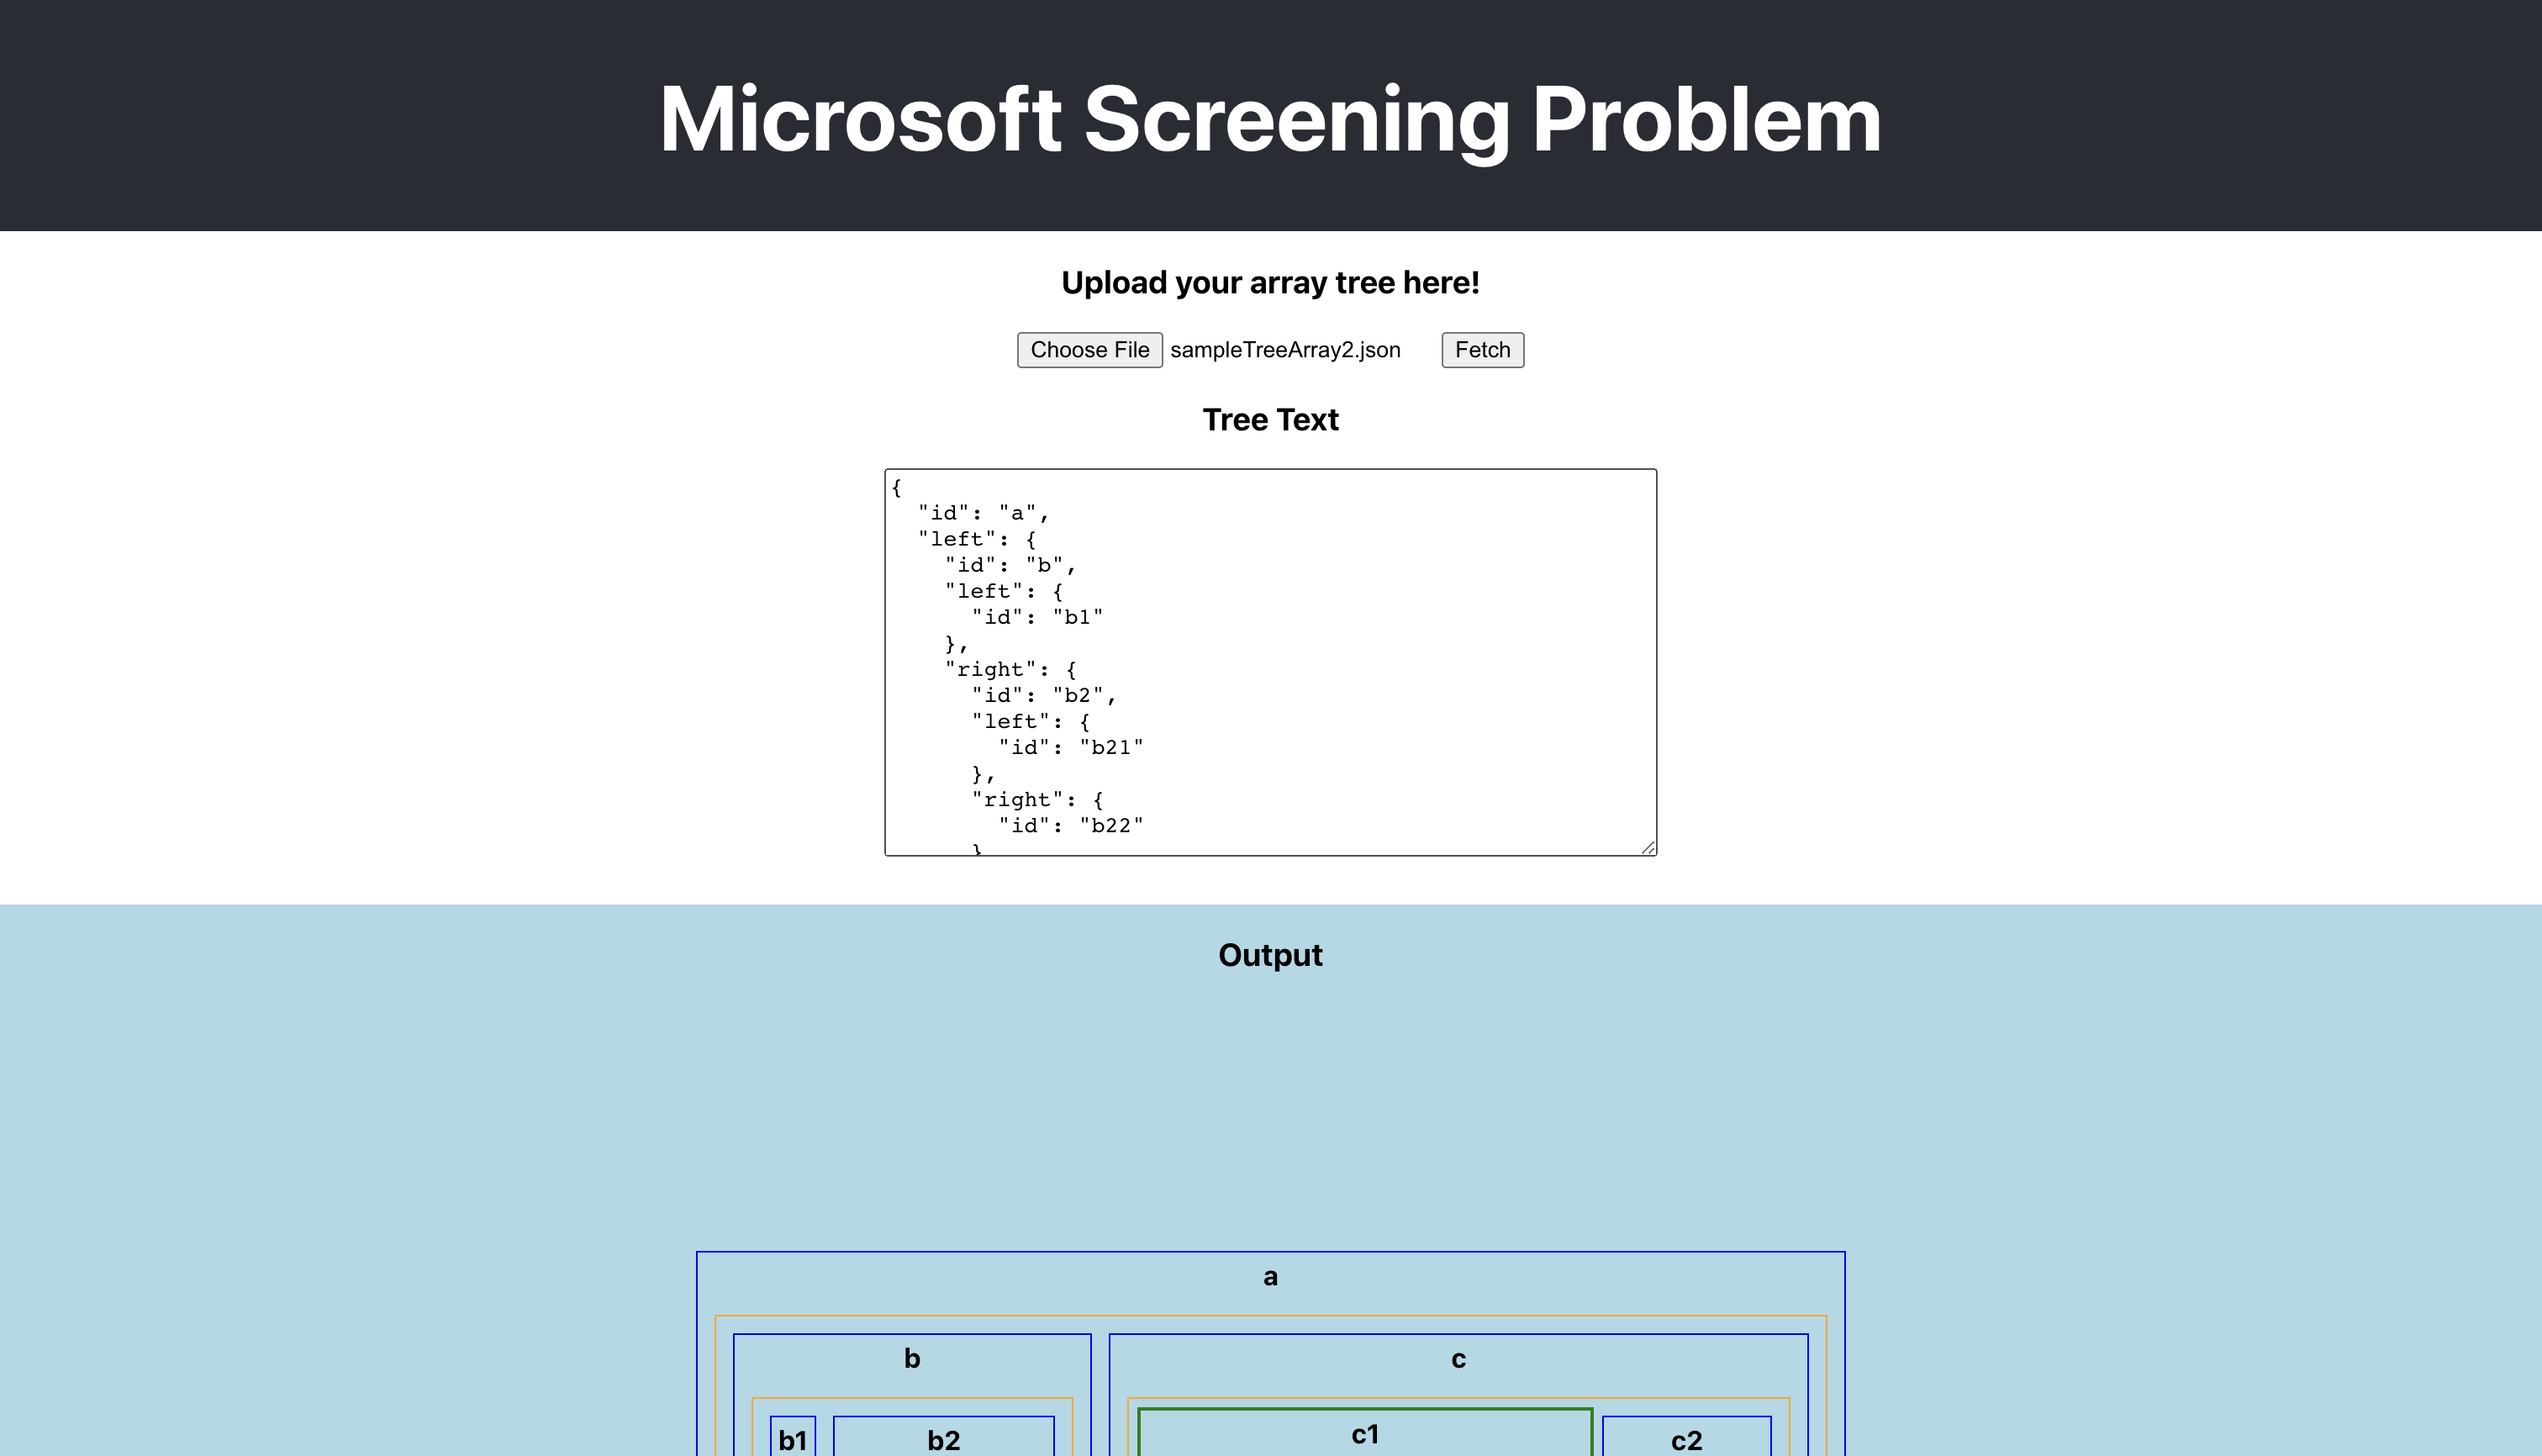 Microsoft Screening Problem
Upload your array tree here!
Choose File sampleTreeArray2.json Fetch
Tree Text
{
  "id": "a",
  "left": {
    "id": "b",
    "left": {
      "id": "b1"
    },
    "right": {
      "id": "b2",
      "left": {
        "id": "b21"
      },
      "right": {
        "id": "b22"
      }
Output
a
b c
b1 b2 c1 c2